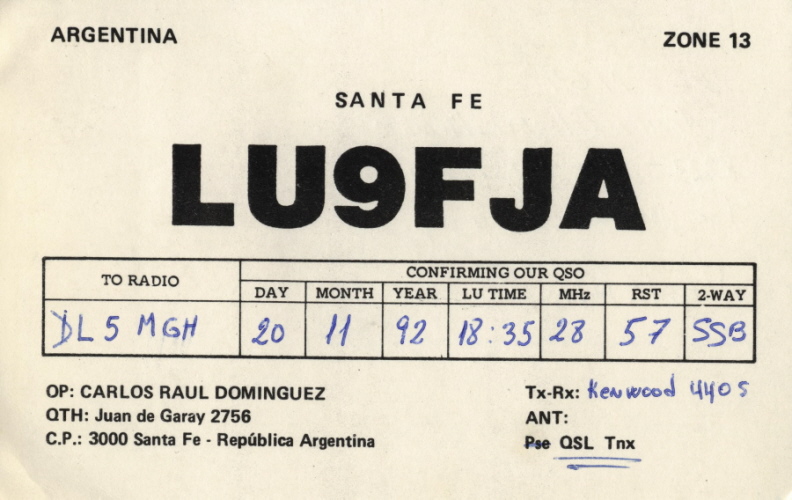 ARGENTINA ZONE 13
SANTA FE
LU9FJA
TO RADIO CONFIRMING OUR QSO
DAY MONTH YEAR LU TIME MHz RST 2-WAY
DL5MGH 20 11 92 18:35 28 57 SSB
OP: CARLOS RAUL DOMINGUEZ Tx-Rx: Kenwood 440S
QTH: Juan de Garay 2756 ANT:
C.P.: 3000 Santa Fe - República Argentina Pse QSL Tnx